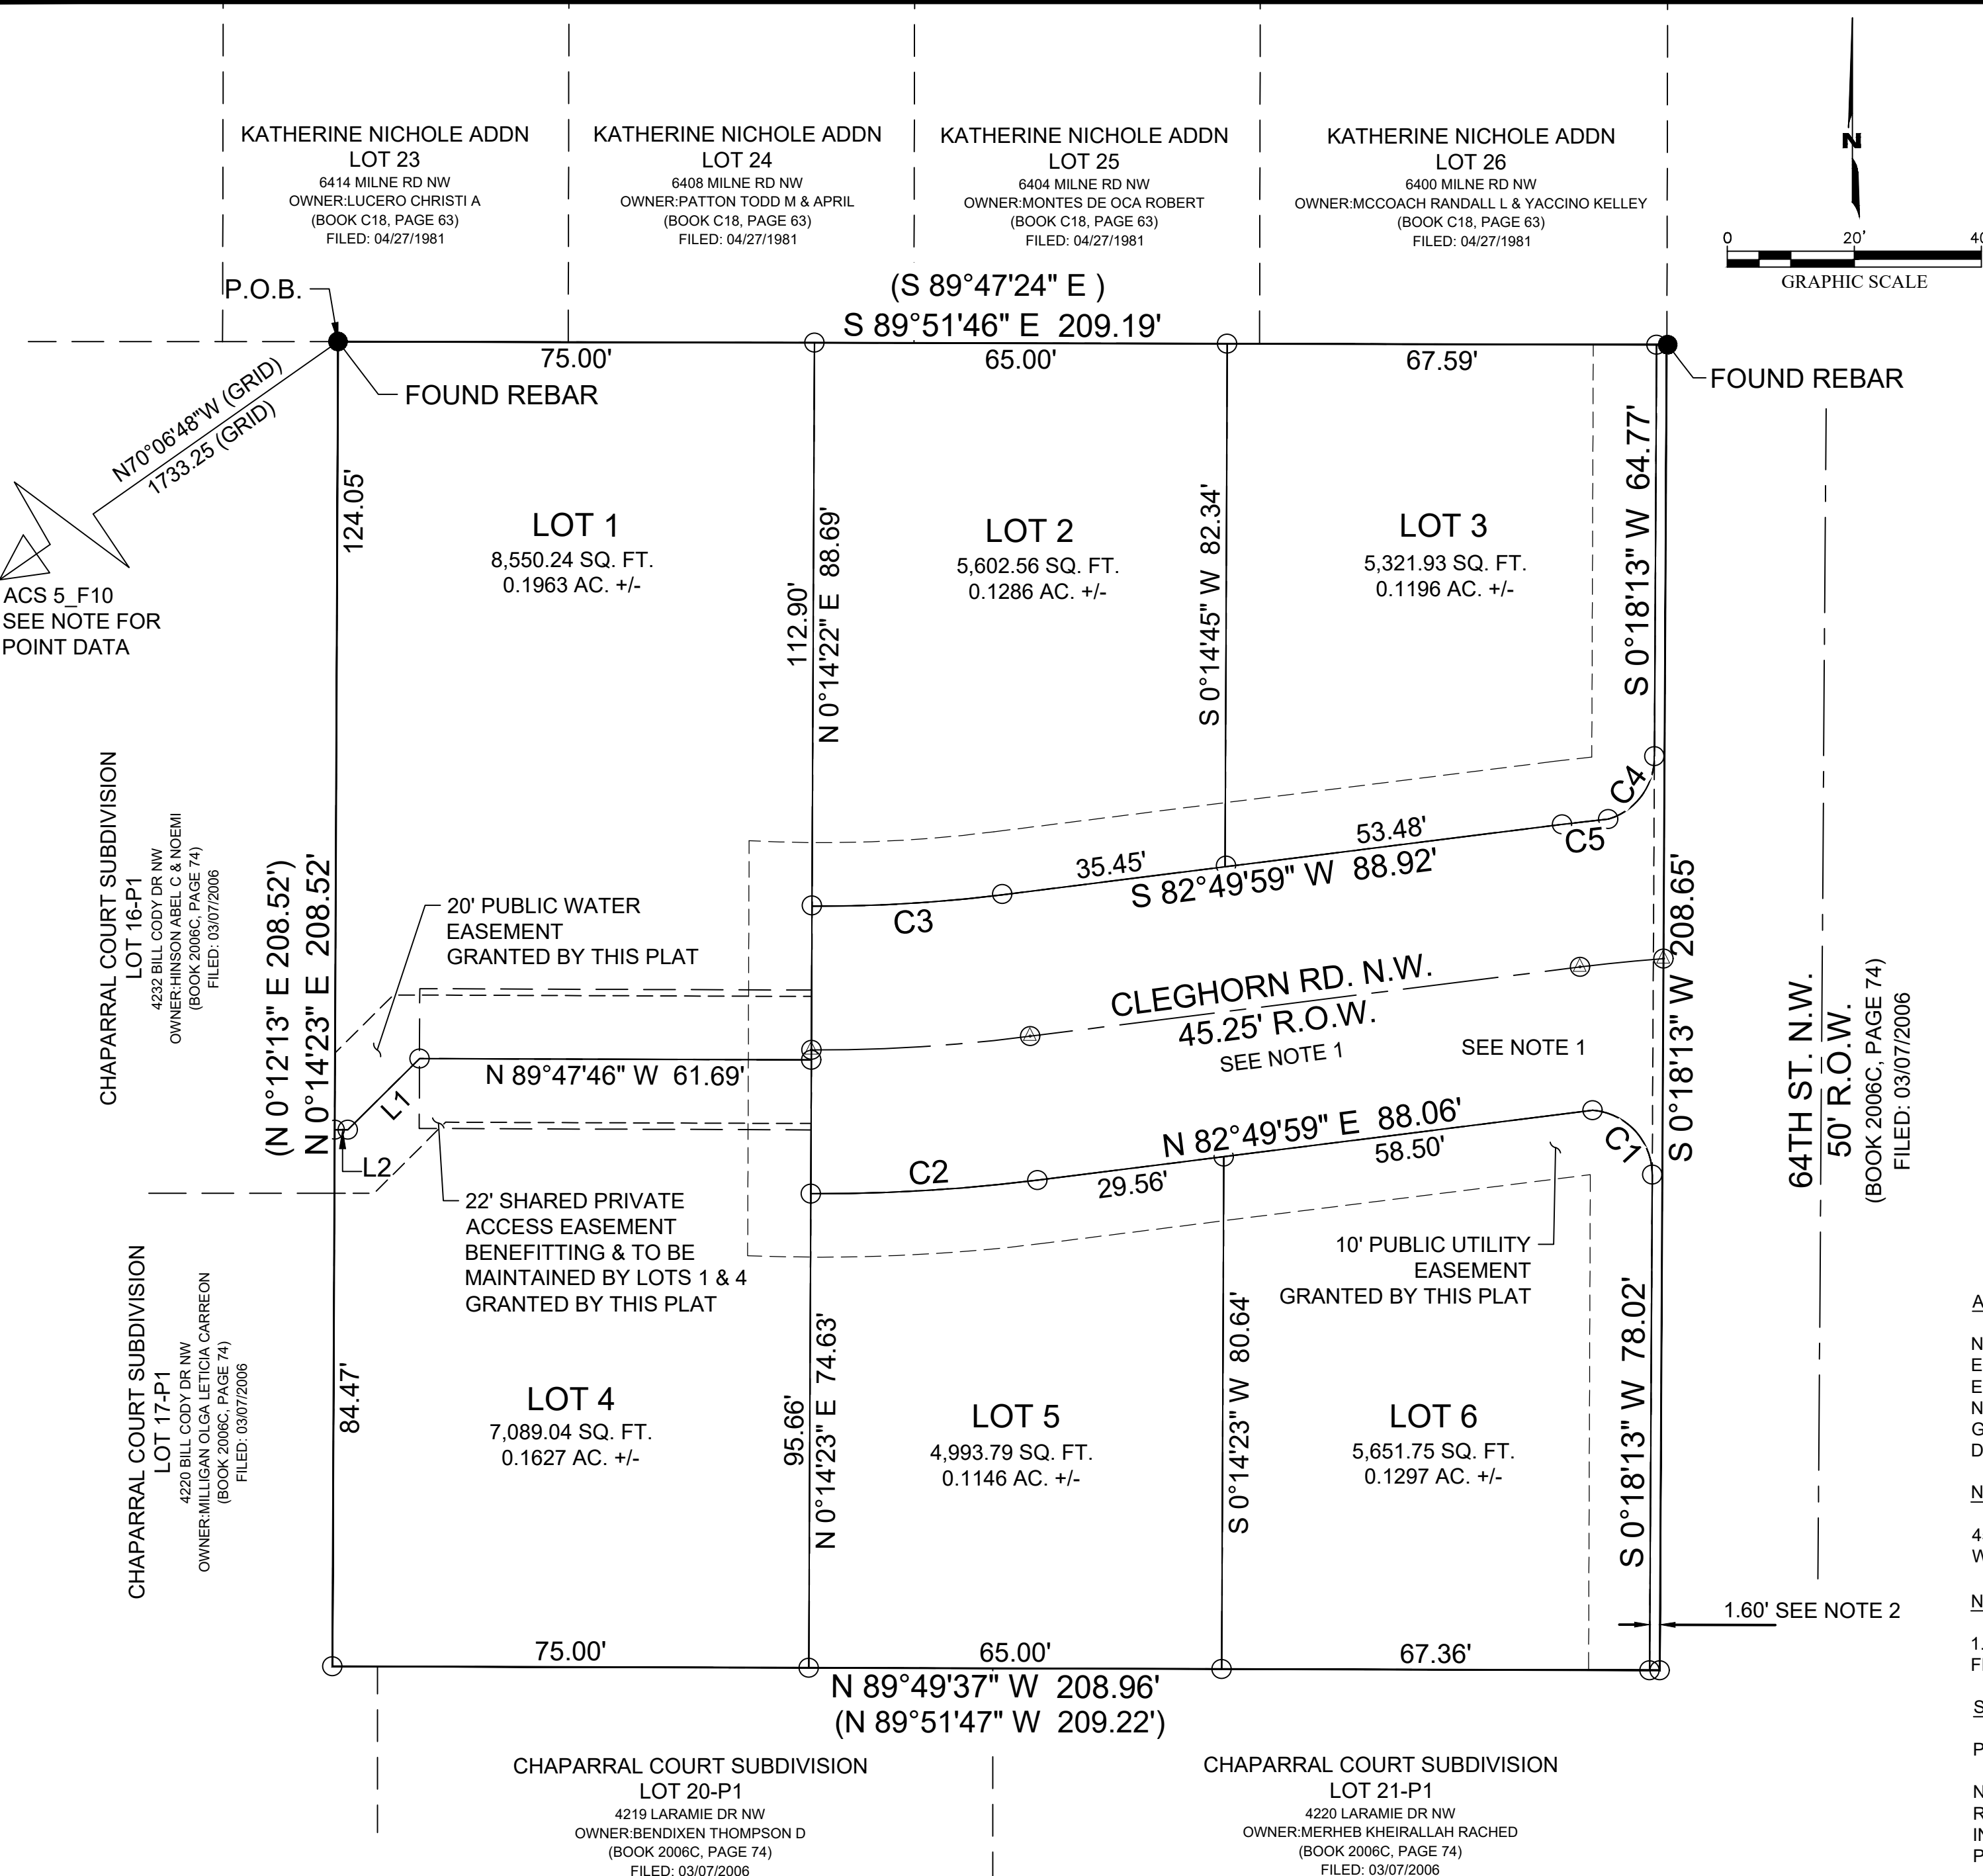 KATHERINE NICHOLE ADDN
LOT 23
6414 MILNE RD NW
OWNER:LUCERO CHRISTI A
(BOOK C18, PAGE 63)
FILED: 04/27/1981
KATHERINE NICHOLE ADDN
LOT 24
6408 MILNE RD NW
OWNER:PATTON TODD M & APRIL
(BOOK C18, PAGE 63)
FILED: 04/27/1981
KATHERINE NICHOLE ADDN
LOT 25
6404 MILNE RD NW
OWNER:MONTES DE OCA ROBERT
(BOOK C18, PAGE 63)
FILED: 04/27/1981
KATHERINE NICHOLE ADDN
LOT 26
6400 MILNE RD NW
OWNER:MCCOACH RANDALL L & YACCINO KELLEY
(BOOK C18, PAGE 63)
FILED: 04/27/1981
N
0 20' 40
GRAPHIC SCALE
P.O.B.
(S 89°47'24" E )
S 89°51'46" E 209.19'
75.00'
65.00'
67.59'
FOUND REBAR
FOUND REBAR
N70°06'48"W (GRID)
1733.25 (GRID)
ACS 5_F10
SEE NOTE FOR
POINT DATA
124.05'
LOT 1
8,550.24 SQ. FT.
0.1963 AC. +/-
112.90'
N 0°14'22" E 88.69'
LOT 2
5,602.56 SQ. FT.
0.1286 AC. +/-
S 0°14'45" W 82.34'
LOT 3
5,321.93 SQ. FT.
0.1196 AC. +/-
S 0°18'13" W 64.77'
C4
C5
53.48'
35.45'
S 82°49'59" W 88.92'
C3
CHAPARRAL COURT SUBDIVISION
LOT 16-P1
4232 BILL CODY DR NW
OWNER:HINSON ABEL C & NOEMI
(BOOK 2006C, PAGE 74)
FILED: 03/07/2006
(N 0°12'13" E 208.52')
N 0°14'23" E 208.52'
20' PUBLIC WATER
EASEMENT
GRANTED BY THIS PLAT
N 89°47'46" W 61.69'
L1
L2
CLEGHORN RD. N.W.
45.25' R.O.W.
SEE NOTE 1
SEE NOTE 1
S 0°18'13" W 208.65'
64TH ST. N.W.
50' R.O.W.
(BOOK 2006C, PAGE 74)
FILED: 03/07/2006
N 82°49'59" E 88.06'
58.50'
29.56'
C2
C1
22' SHARED PRIVATE
ACCESS EASEMENT
BENEFITTING & TO BE
MAINTAINED BY LOTS 1 & 4
GRANTED BY THIS PLAT
10' PUBLIC UTILITY
EASEMENT
GRANTED BY THIS PLAT
CHAPARRAL COURT SUBDIVISION
LOT 17-P1
4220 BILL CODY DR NW
OWNER:MILLIGAN OLGA LETICIA CARREON
(BOOK 2006C, PAGE 74)
FILED: 03/07/2006
84.47'
LOT 4
7,089.04 SQ. FT.
0.1627 AC. +/-
95.66'
N 0°14'23" E 74.63'
LOT 5
4,993.79 SQ. FT.
0.1146 AC. +/-
S 0°14'23" W 80.64'
LOT 6
5,651.75 SQ. FT.
0.1297 AC. +/-
S 0°18'13" W 78.02'
1.60' SEE NOTE 2
75.00'
65.00'
67.36'
N 89°49'37" W 208.96'
(N 89°51'47" W 209.22')
CHAPARRAL COURT SUBDIVISION
LOT 20-P1
4219 LARAMIE DR NW
OWNER:BENDIXEN THOMPSON D
(BOOK 2006C, PAGE 74)
FILED: 03/07/2006
CHAPARRAL COURT SUBDIVISION
LOT 21-P1
4220 LARAMIE DR NW
OWNER:MERHEB KHEIRALLAH RACHED
(BOOK 2006C, PAGE 74)
FILED: 03/07/2006